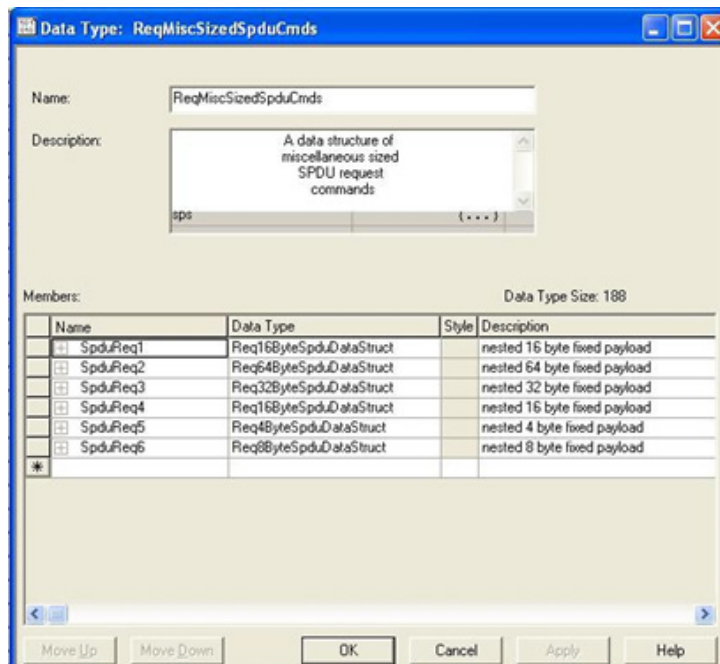 Data Type: ReqMiscSizedSpduCmds
Name:
ReqMiscSizedSpduCmds
Description:
A data structure of
miscellaneous sized
SPDU request
commands
sps {...}
Members:
Data Type Size: 188
Name Data Type Style Description
SpduReq1 Req16ByteSpduDataStruct nested 16 byte fixed payload
SpduReq2 Req64ByteSpduDataStruct nested 64 byte fixed payload
SpduReq3 Req32ByteSpduDataStruct nested 32 byte fixed payload
SpduReq4 Req16ByteSpduDataStruct nested 16 byte fixed payload
SpduReq5 Req4ByteSpduDataStruct nested 4 byte fixed payload
SpduReq6 Req8ByteSpduDataStruct nested 8 byte fixed payload
Move Up Move Down OK Cancel Apply Help